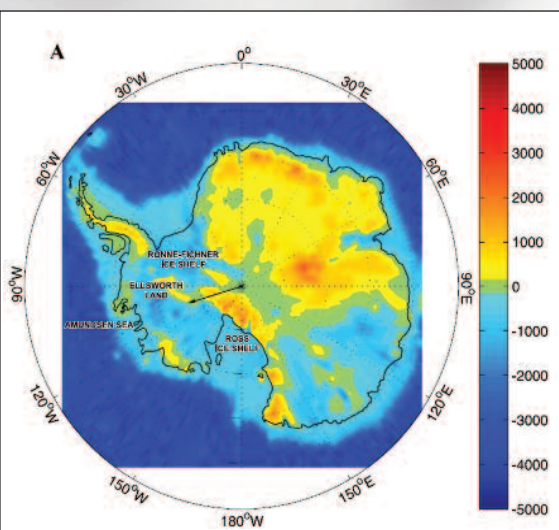 A
0°
30°W
30°E
60°W
60°E
90°W
90°E
120°W
120°E
150°W
150°E
180°W
RONNE-FICHNER
ICE SHELF
ELLSWORTH
LAND
AMUNDSEN SEA
ROSS
ICE SHELF
5000
4000
3000
2000
1000
0
-1000
-2000
-3000
-4000
-5000